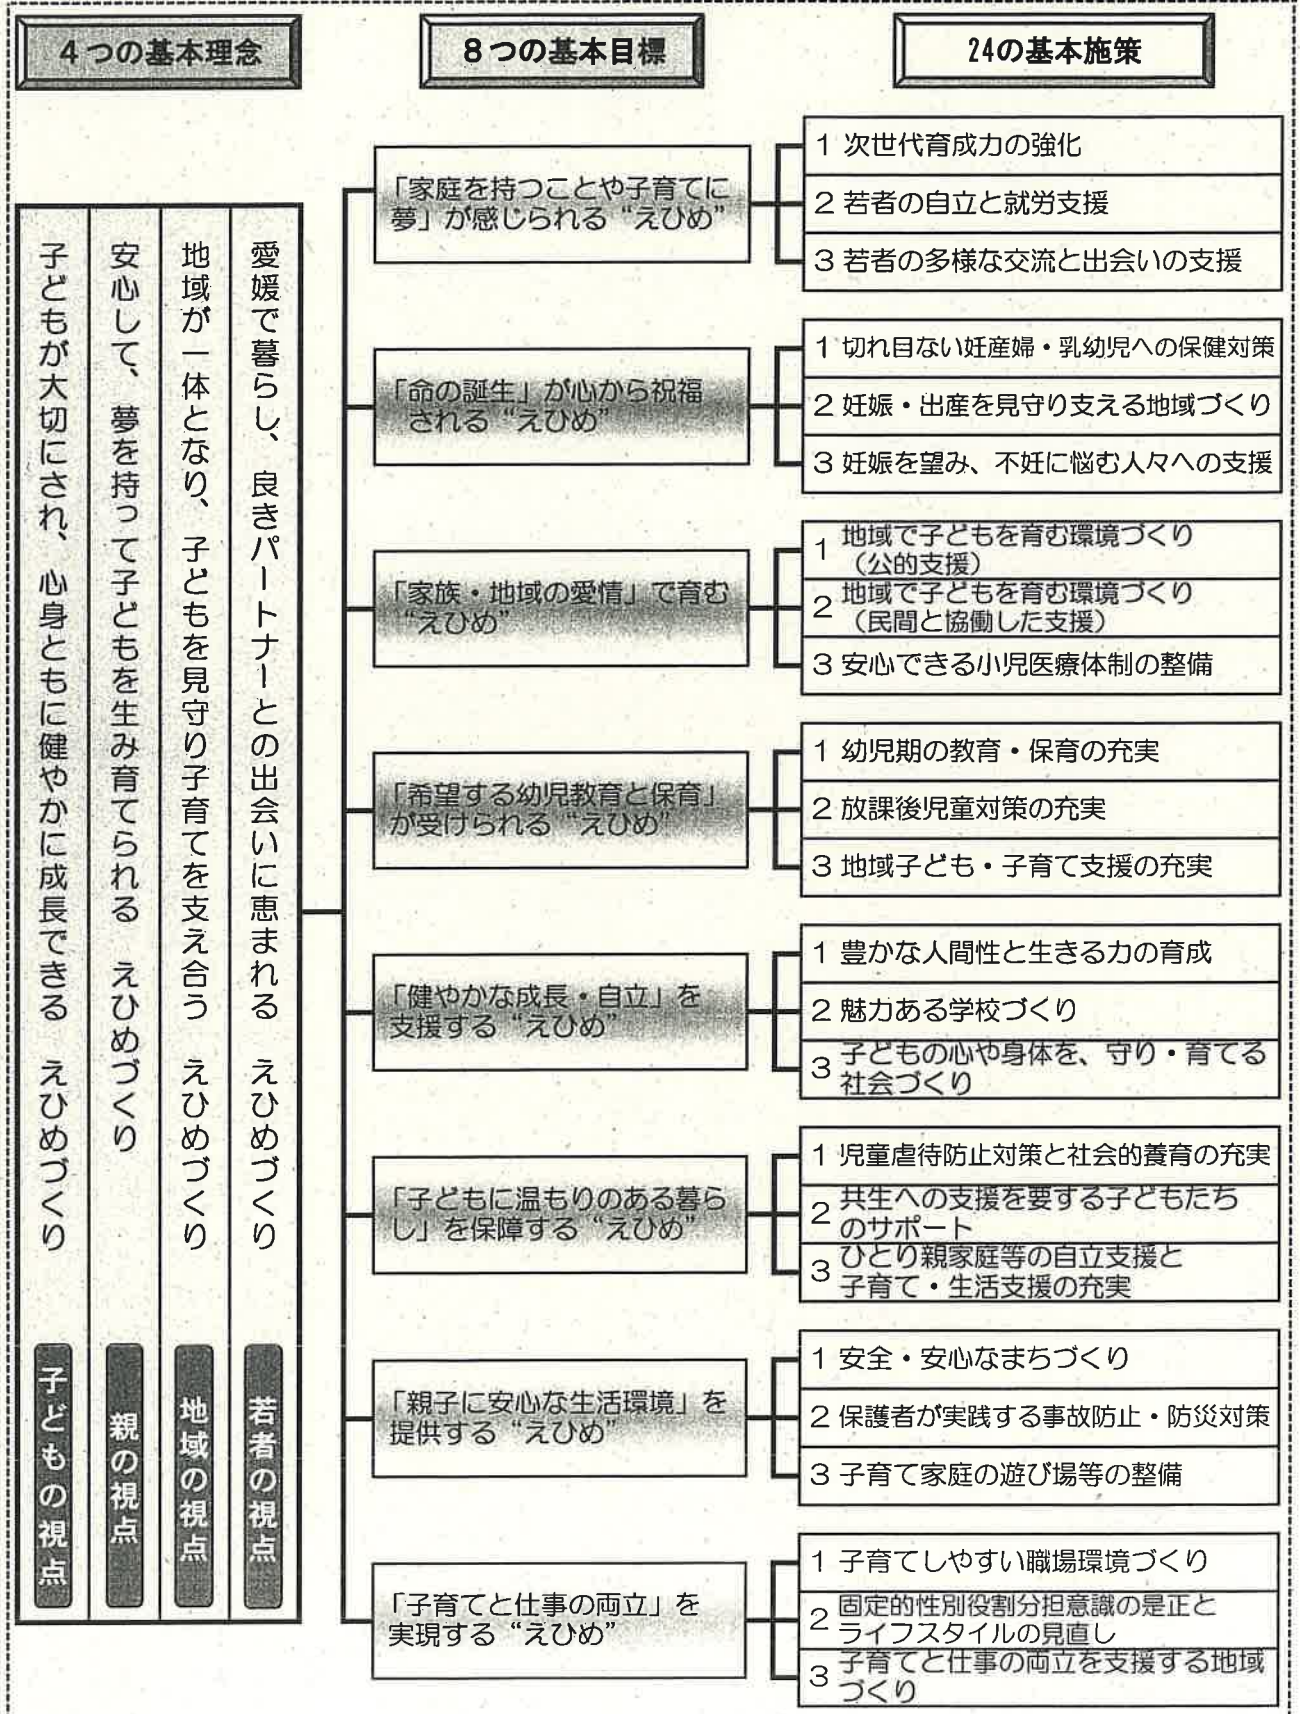 4つの基本理念
8つの基本目標
24の基本施策
愛媛で暮らし、良きパートナーとの出会いに恵まれる えひめづくり
若者の視点
地域が一体となり、子どもを見守り子育てを支え合う えひめづくり
地域の視点
安心して、夢を持って子どもを生み育てられる えひめづくり
親の視点
子どもが大切にされ、心身ともに健やかに成長できる えひめづくり
子どもの視点
「家庭を持つことや子育てに
夢」が感じられる “えひめ”
1 次世代育成力の強化
2 若者の自立と就労支援
3 若者の多様な交流と出会いの支援
「命の誕生」が心から祝福
される “えひめ”
1 切れ目ない妊産婦・乳幼児への保健対策
2 妊娠・出産を見守り支える地域づくり
3 妊娠を望み、不妊に悩む人々への支援
「家族・地域の愛情」で育む
“えひめ”
1 地域で子どもを育む環境づくり
（公的支援）
2 地域で子どもを育む環境づくり
（民間と協働した支援）
3 安心できる小児医療体制の整備
「希望する幼児教育と保育」
が受けられる “えひめ”
1 幼児期の教育・保育の充実
2 放課後児童対策の充実
3 地域子ども・子育て支援の充実
「健やかな成長・自立」を
支援する “えひめ”
1 豊かな人間性と生きる力の育成
2 魅力ある学校づくり
3 子どもの心や身体を、守り・育てる
社会づくり
「子どもに温もりのある暮ら
し」を保障する “えひめ”
1 児童虐待防止対策と社会的養育の充実
2 共生への支援を要する子どもたち
のサポート
3 ひとり親家庭等の自立支援と
子育て・生活支援の充実
「親子に安心な生活環境」を
提供する “えひめ”
1 安全・安心なまちづくり
2 保護者が実践する事故防止・防災対策
3 子育て家庭の遊び場等の整備
「子育てと仕事の両立」を
実現する “えひめ”
1 子育てしやすい職場環境づくり
2 固定的性別役割分担意識の是正と
ライフスタイルの見直し
3 子育てと仕事の両立を支援する地域
づくり